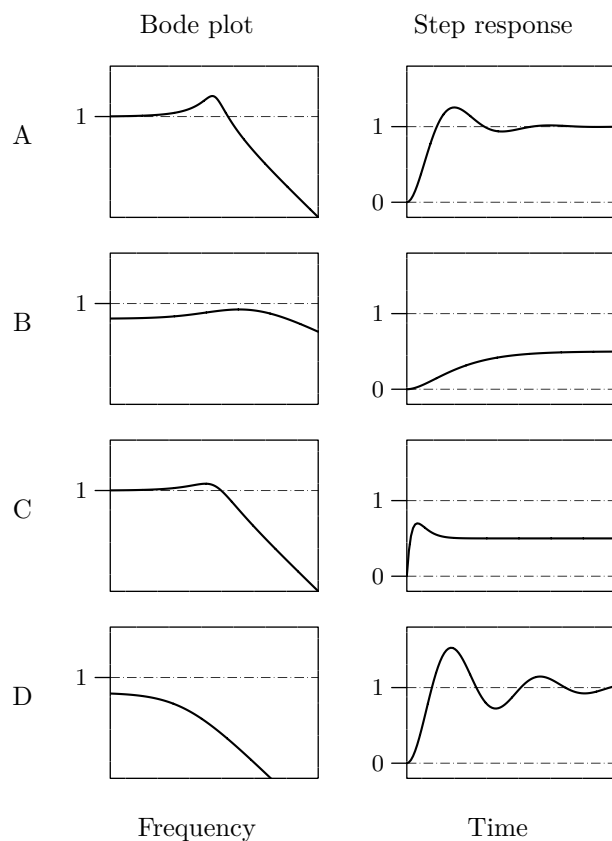 Bode plot Step response
A 1 1
0
B 1 1
0
C 1 1
0
D 1 1
0
Frequency Time